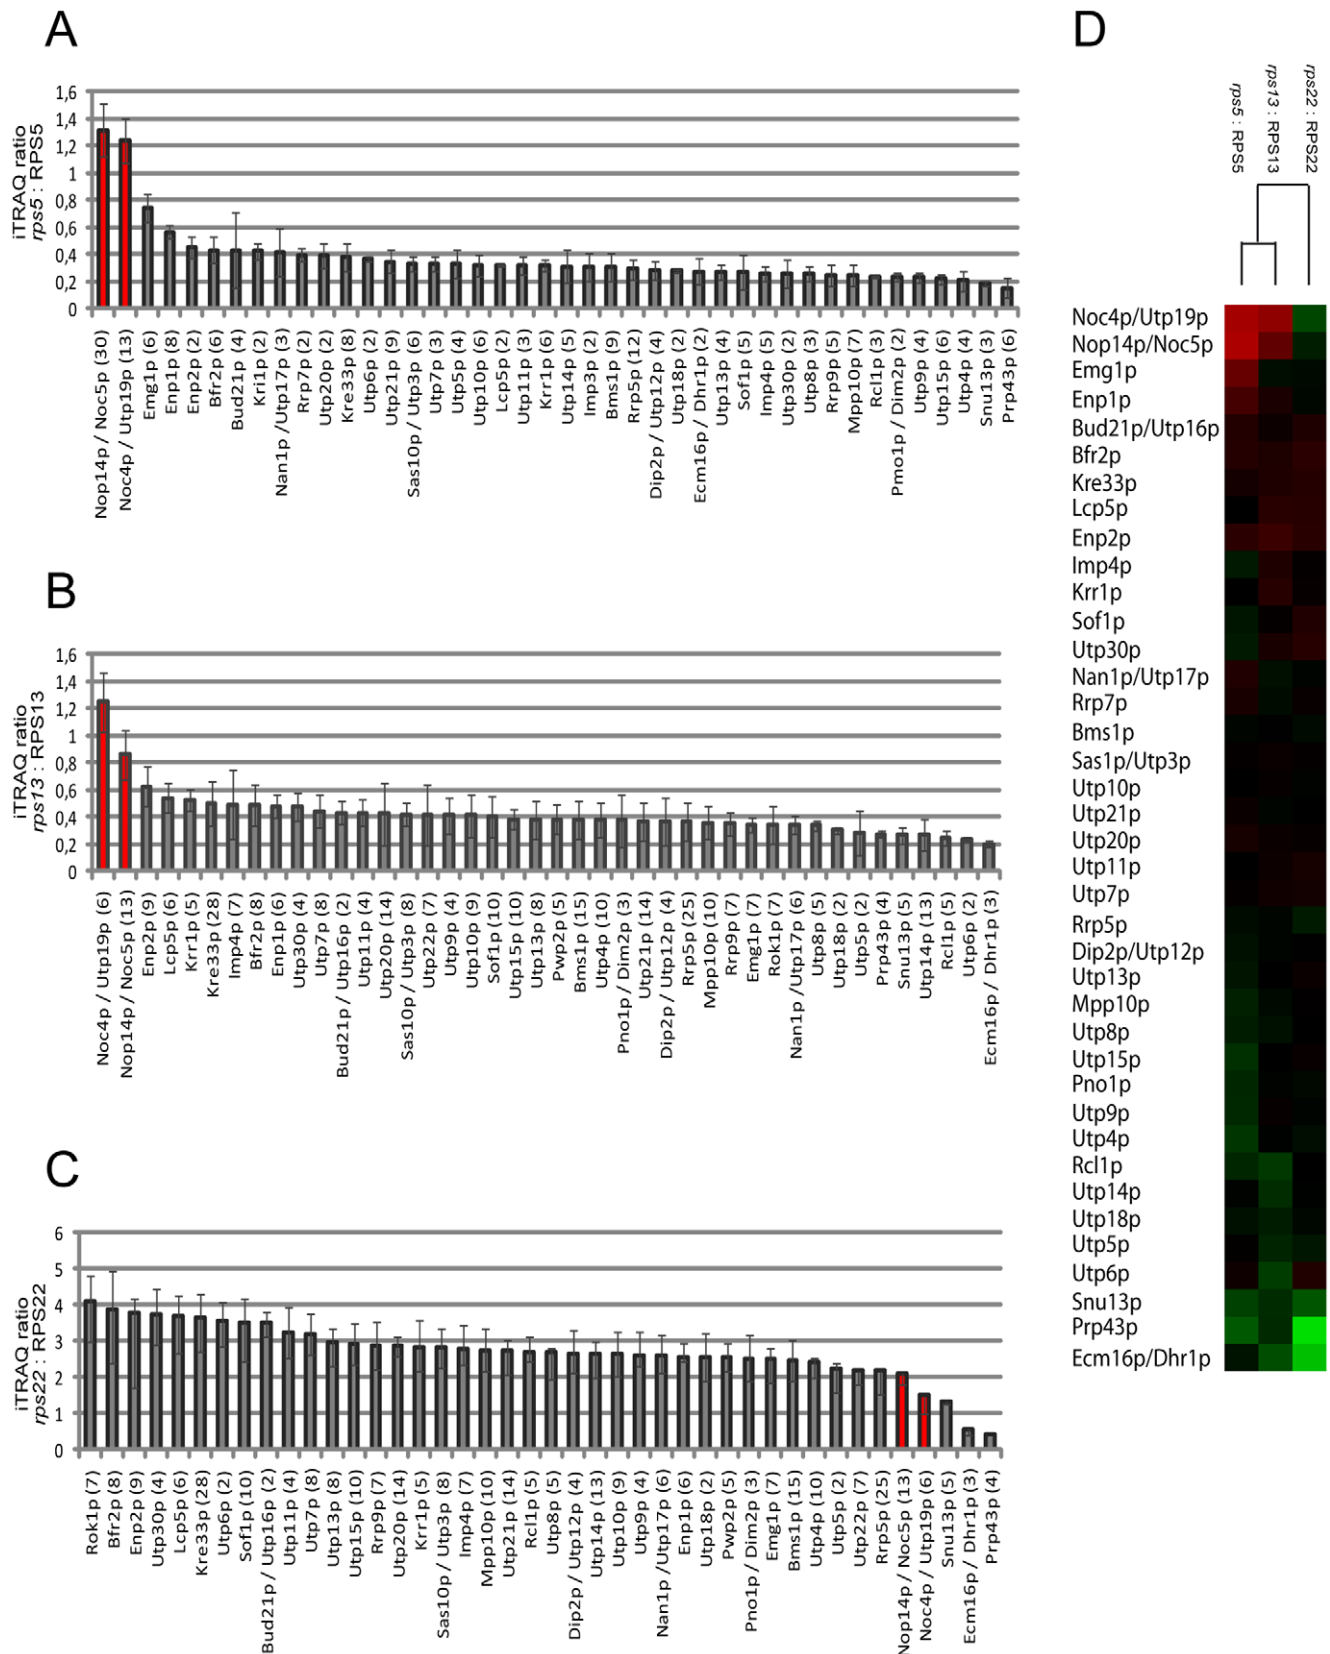 A
iTRAQ ratio
rps5 : RPS5
1,6
1,4
1,2
1
0,8
0,6
0,4
0,2
0
Nop14p / Noc5p (30)
Noc4p / Utp19p (13)
Emg1p (6)
Enp1p (8)
Enp2p (2)
Bfr2p (6)
Bud21p (4)
Kri1p (2)
Nan1p /Utp17p (3)
Rrp7p (2)
Utp20p (2)
Kre33p (8)
Utp6p (2)
Utp21p (9)
Sas10p / Utp3p (6)
Utp7p (3)
Utp5p (4)
Utp10p (6)
Lcp5p (2)
Utp11p (3)
Krr1p (6)
Utp14p (5)
Imp3p (2)
Bms1p (9)
Rrp5p (12)
Dip2p / Utp12p (4)
Utp18p (2)
Ecm16p / Dhr1p (2)
Utp13p (4)
Sof1p (5)
Imp4p (5)
Utp30p (2)
Utp8p (3)
Rrp9p (5)
Mpp10p (7)
Rcl1p (3)
Pmo1p / Dim2p (2)
Utp9p (4)
Utp15p (6)
Utp4p (4)
Snu13p (3)
Prp43p (6)
B
iTRAQ ratio
rps13 : RPS13
1,6
1,4
1,2
1
0,8
0,6
0,4
0,2
0
Noc4p / Utp19p (6)
Nop14p / Noc5p (13)
Enp2p (9)
Lcp5p (6)
Krr1p (5)
Kre33p (28)
Imp4p (7)
Bfr2p (8)
Enp1p (6)
Utp30p (4)
Utp7p (8)
Bud21p / Utp16p (2)
Utp11p (4)
Utp20p (14)
Sas10p / Utp3p (8)
Utp22p (7)
Utp9p (4)
Utp10p (9)
Sof1p (10)
Utp15p (10)
Utp13p (8)
Pwp2p (5)
Bms1p (15)
Utp4p (10)
Pno1p / Dim2p (3)
Utp21p (14)
Dip2p / Utp12p (4)
Rrp5p (25)
Mpp10p (10)
Rrp9p (7)
Emg1p (7)
Rok1p (7)
Nan1p /Utp17p (6)
Utp8p (5)
Utp18p (2)
Utp5p (2)
Prp43p (4)
Snu13p (5)
Utp14p (13)
Rcl1p (5)
Utp6p (2)
Ecm16p / Dhr1p (3)
C
iTRAQ ratio
rps22 : RPS22
6
5
4
3
2
1
0
Rok1p (7)
Bfr2p (8)
Enp2p (9)
Utp30p (4)
Lcp5p (6)
Kre33p (28)
Utp6p (2)
Sof1p (10)
Bud21p / Utp16p (2)
Utp11p (4)
Utp7p (8)
Utp13p (8)
Utp15p (10)
Rrp9p (7)
Utp20p (14)
Krr1p (5)
Sas10p / Utp3p (8)
Imp4p (7)
Mpp10p (10)
Utp21p (14)
Rcl1p (5)
Utp8p (5)
Dip2p / Utp12p (4)
Utp14p (13)
Utp10p (9)
Utp9p (4)
Nan1p /Utp17p (6)
Enp1p (6)
Utp18p (2)
Pwp2p (5)
Pno1p / Dim2p (3)
Emg1p (7)
Bms1p (15)
Utp4p (10)
Utp5p (2)
Utp22p (7)
Rrp5p (25)
Nop14p / Noc5p (13)
Noc4p / Utp19p (6)
Snu13p (5)
Ecm16p / Dhr1p (3)
Prp43p (4)
D
rps5 : RPS5
rps13 : RPS13
rps22 : RPS22
Noc4p/Utp19p
Nop14p/Noc5p
Emg1p
Enp1p
Bud21p/Utp16p
Bfr2p
Kre33p
Lcp5p
Enp2p
Imp4p
Krr1p
Sof1p
Utp30p
Nan1p/Utp17p
Rrp7p
Bms1p
Sas1p/Utp3p
Utp10p
Utp21p
Utp20p
Utp11p
Utp7p
Rrp5p
Dip2p/Utp12p
Utp13p
Mpp10p
Utp8p
Utp15p
Pno1p
Utp9p
Utp4p
Rcl1p
Utp14p
Utp18p
Utp5p
Utp6p
Snu13p
Prp43p
Ecm16p/Dhr1p